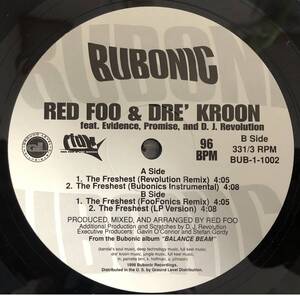 BUBONIC
RED FOO & DRE' KROON
feat. Evidence, Promise, and D. J. Revolution
96 BPM
B Side
33 1/3 RPM
BUB-1-1002
A Side
1. The Freshest (Revolution Remix) 4:05
2. The Freshest (Bubonics Instrumental) 4:08
B Side
1. The Freshest (FooFonics Remix) 4:05
2. The Freshest (LP Version) 4:08
PRODUCED, MIXED, AND ARRANGED BY RED FOO
Additional Production and Scratches by D. J. Revolution
Executive Producers: Gavin O'Connor and Stefan Gordy
From the Bubonic album "BALANCE BEAM"
1998 Bubonic Recordings.
Distributed in the U. S. by Ground Level Distribution.